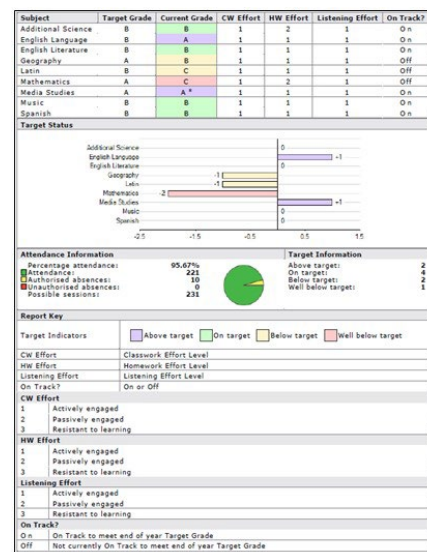 Subject Target Grade Current Grade CW Effort HW Effort Listening Effort On Track?
Additional Science B B 1 2 1 On
English Language B A 1 1 1 On
English Literature B B 1 1 1 On
Geography A B 1 1 1 Off
Latin B C 1 1 1 Off
Mathematics A C 1 2 1 Off
Media Studies A A* 1 1 1 On
Music B B 1 1 1 On
Spanish B B 1 1 1 On
Target Status
Additional Science 0
English Language +1
English Literature 0
Geography -1
Latin -1
Mathematics -2
Media Studies +1
Music 0
Spanish 0
-2.5 -1.5 -0.5 0.5 1.5
Attendance Information Target Information
Percentage attendance: 95.67% Above target: 2
Attendance: 221 On target: 4
Authorised absences: 10 Below target: 2
Unauthorised absences: 0 Well below target: 1
Possible sessions: 231
Report Key
Target Indicators Above target On target Below target Well below target
CW Effort Classwork Effort Level
HW Effort Homework Effort Level
Listening Effort Listening Effort Level
On Track? On or Off
CW Effort
1 Actively engaged
2 Passively engaged
3 Resistant to learning
HW Effort
1 Actively engaged
2 Passively engaged
3 Resistant to learning
Listening Effort
1 Actively engaged
2 Passively engaged
3 Resistant to learning
On Track?
On On Track to meet end of year Target Grade
Off Not currently On Track to meet end of year Target Grade